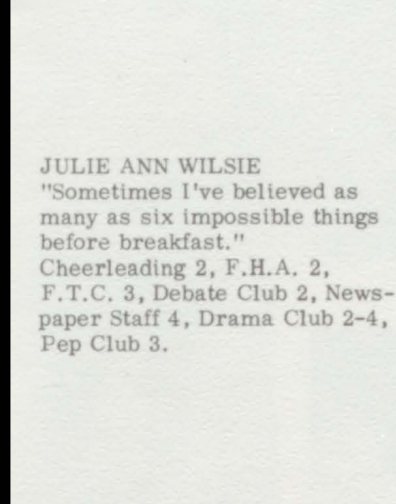 JULIE ANN WILSIE
"Sometimes I've believed as
many as six impossible things
before breakfast."
Cheerleading 2, F.H.A. 2,
F.T.C. 3, Debate Club 2, News-
paper Staff 4, Drama Club 2-4,
Pep Club 3.